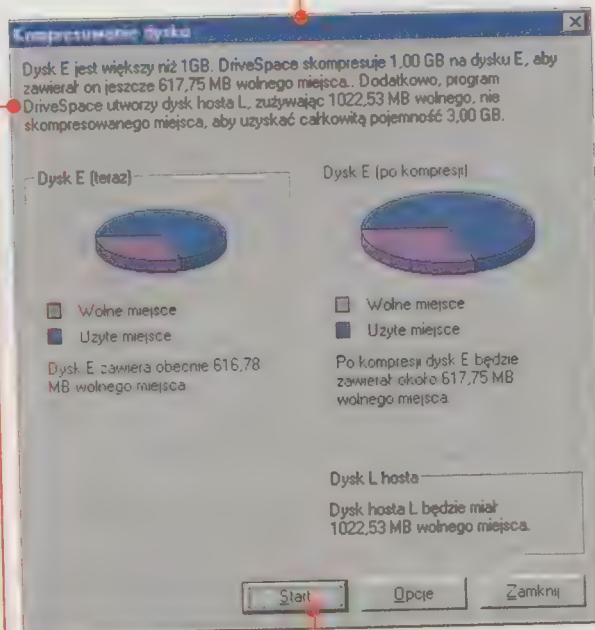 Kompresowanie dysku
Dysk E jest większy niż 1GB. DriveSpace skompresuje 1,00 GB na dysku E, aby
zawierał on jeszcze 617,75 MB wolnego miejsca.. Dodatkowo, program
DriveSpace utworzy dysk hosta L, zużywając 1022,53 MB wolnego, nie
skompresowanego miejsca, aby uzyskać całkowitą pojemność 3,00 GB.
Dysk E (teraz)
Wolne miejsce
Użyte miejsce
Dysk E zawiera obecnie 616,78
MB wolnego miejsca
Dysk E (po kompresji)
Wolne miejsce
Użyte miejsce
Po kompresji dysk E będzie
zawierał około 617,75 MB
wolnego miejsca
Dysk L hosta
Dysk hosta L będzie miał
1022,53 MB wolnego miejsca.
Start
Opcje
Zamknij